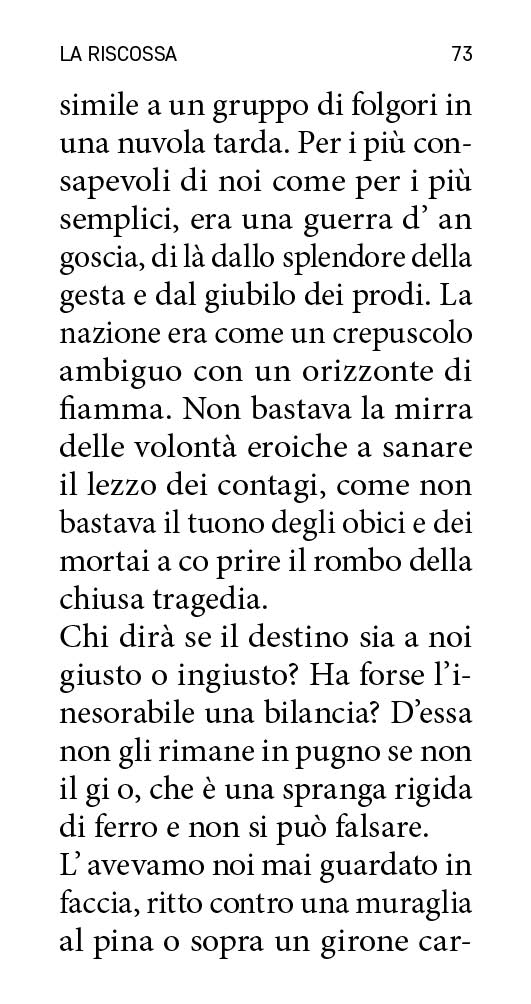 LA RISCOSSA 73
simile a un gruppo di folgori in
una nuvola tarda. Per i più con-
sapevoli di noi come per i più
semplici, era una guerra d’ an
goscia, di là dallo splendore della
gesta e dal giubilo dei prodi. La
nazione era come un crepuscolo
ambiguo con un orizzonte di
fiamma. Non bastava la mirra
delle volontà eroiche a sanare
il lezzo dei contagi, come non
bastava il tuono degli obici e dei
mortai a co prire il rombo della
chiusa tragedia.
Chi dirà se il destino sia a noi
giusto o ingiusto? Ha forse l’i-
nesorabile una bilancia? D’essa
non gli rimane in pugno se non
il gi o, che è una spranga rigida
di ferro e non si può falsare.
L’ avevamo noi mai guardato in
faccia, ritto contro una muraglia
al pina o sopra un girone car-